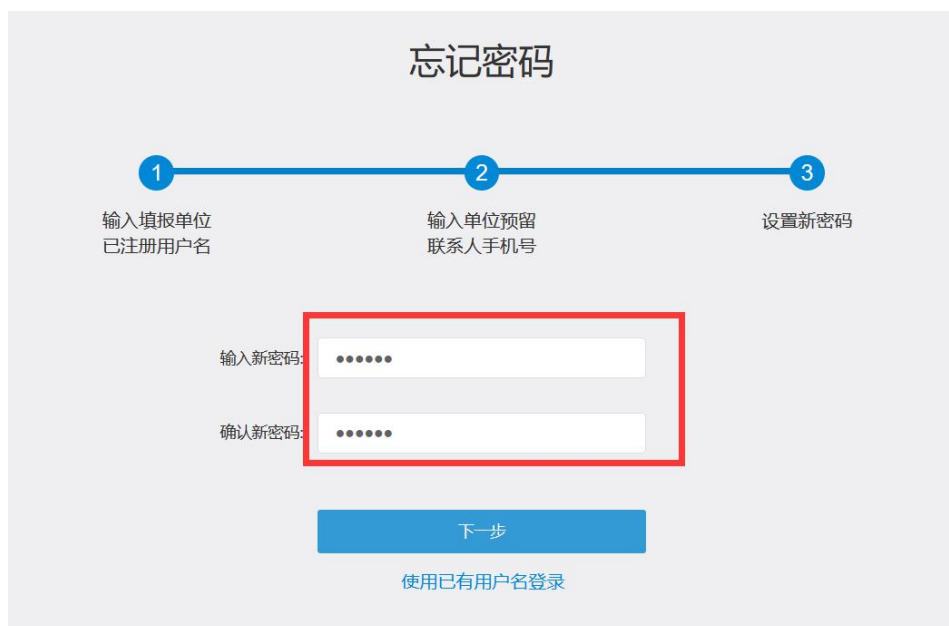 忘记密码
1
2
3
输入填报单位
已注册用户名
输入单位预留
联系人手机号
设置新密码
输入新密码:
••••••
确认新密码:
••••••
下一步
使用已有用户名登录